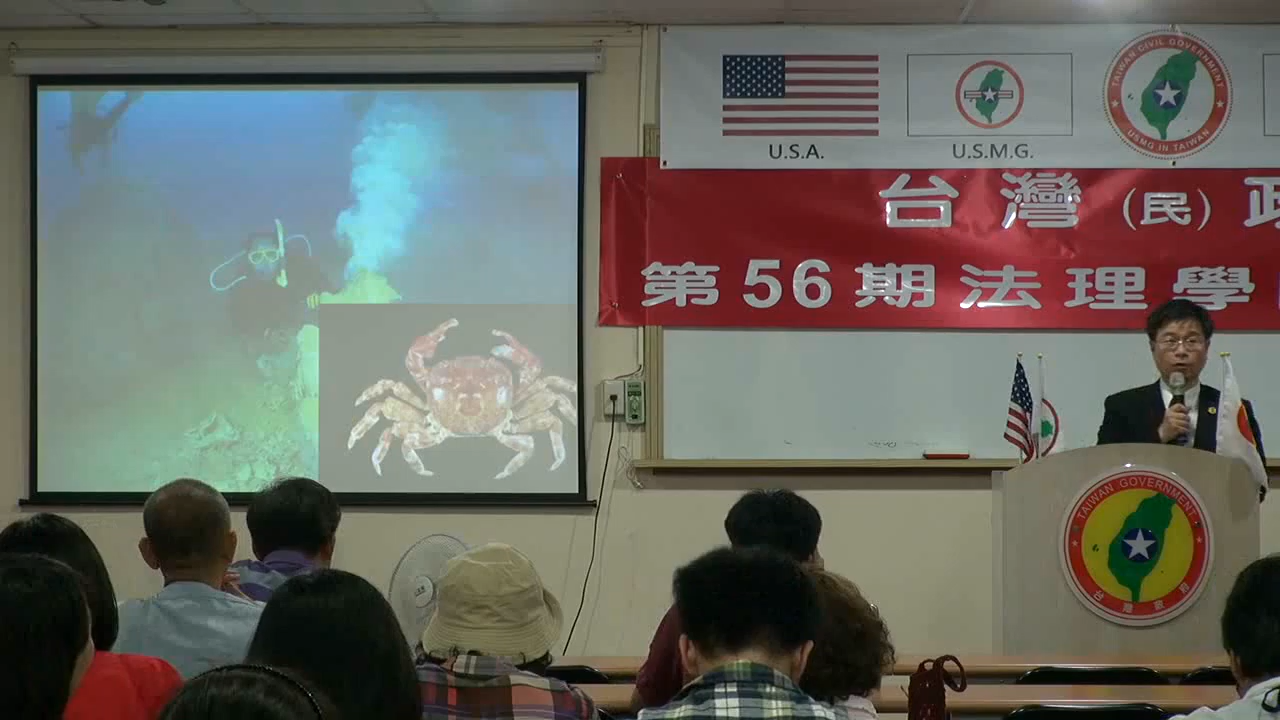 U.S.A.
U.S.M.G.
TAIWAN CIVIL GOVERNMENT
USMG IN TAIWAN
台灣(民)政
第56期法理學
TAIWAN GOVERNMENT
台灣政府